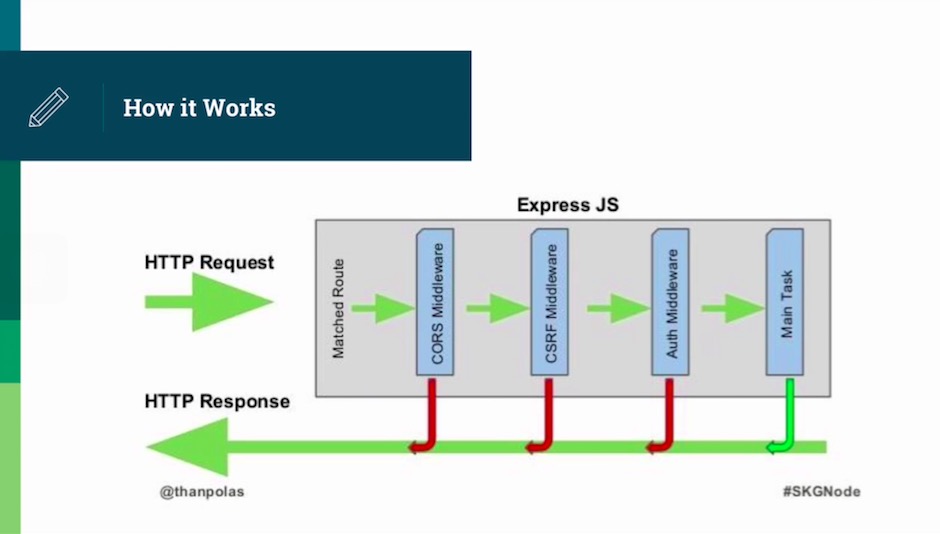 How it Works
Express JS
HTTP Request
Matched Route
CORS Middleware
CSRF Middleware
Auth Middleware
Main Task
HTTP Response
@thanpolas
#SKGNode